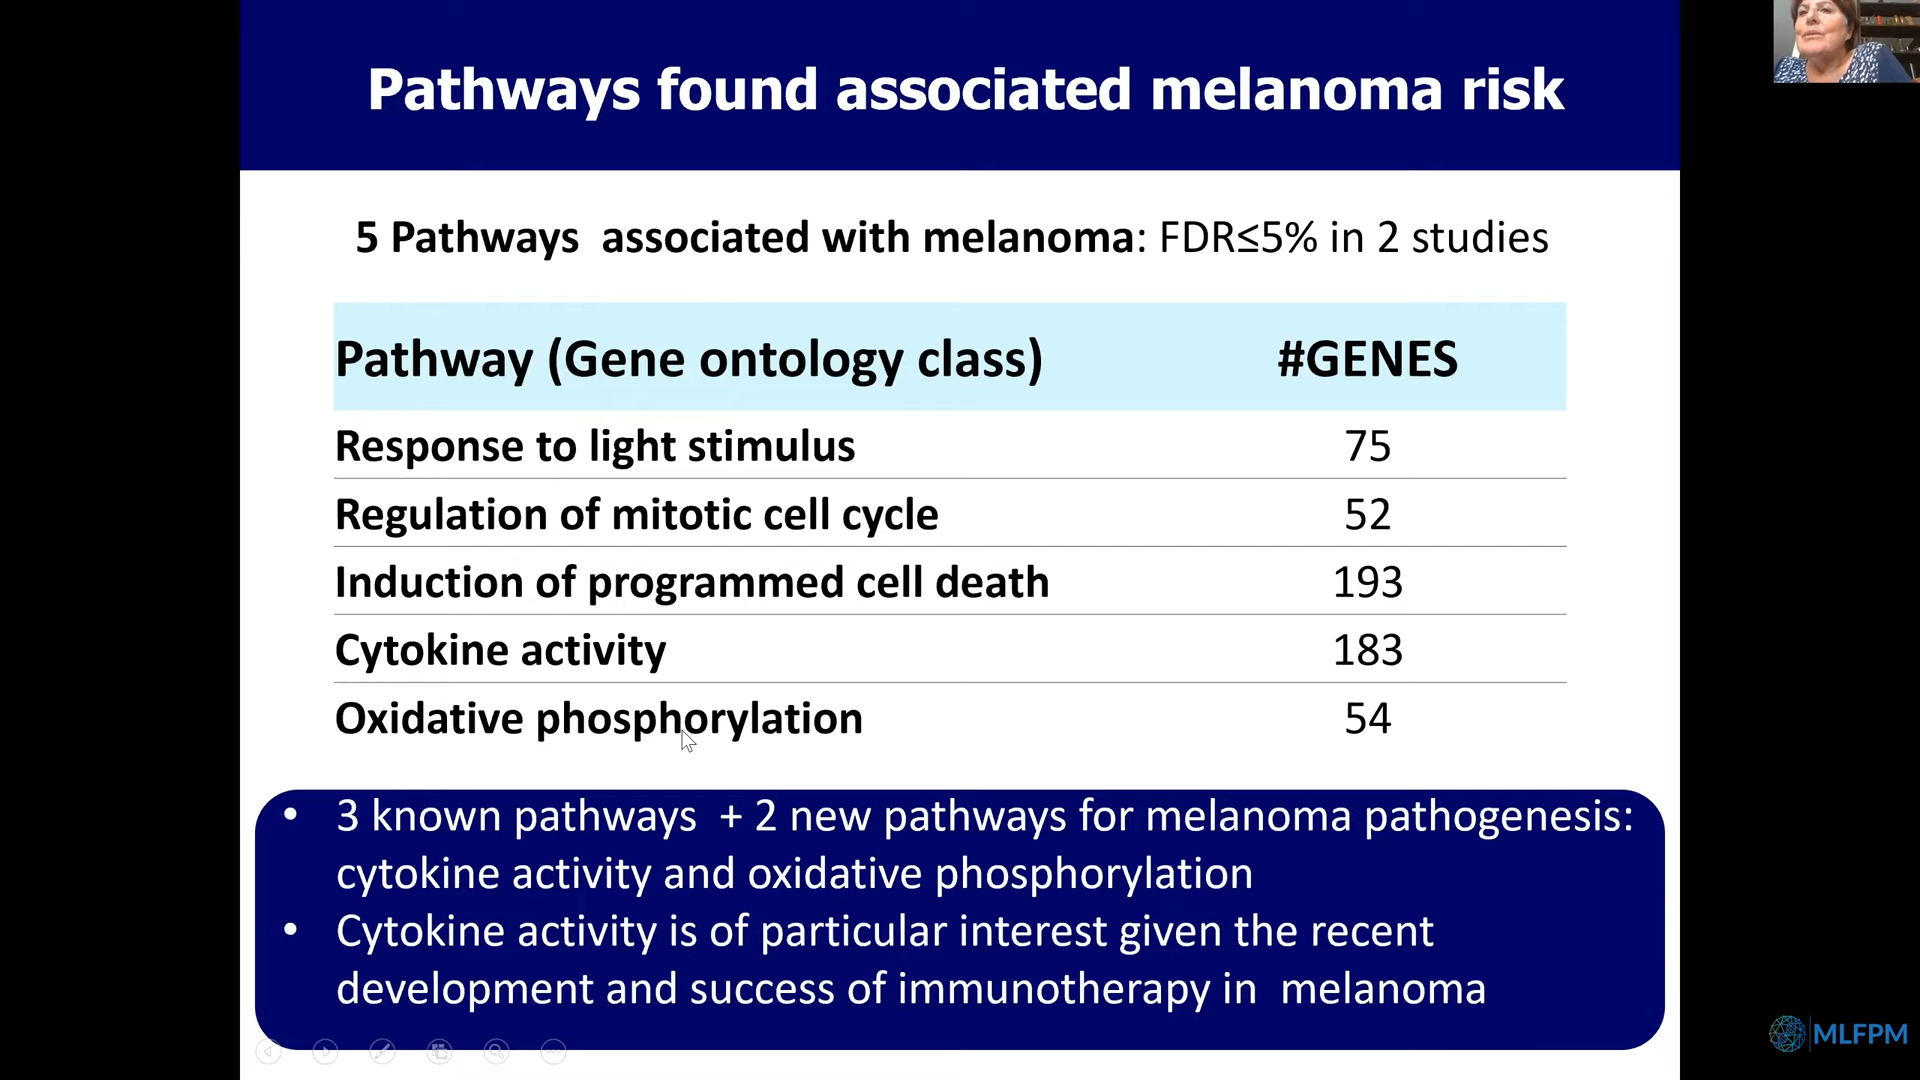 Pathways found associated melanoma risk
5 Pathways associated with melanoma: FDR≤5% in 2 studies
Pathway (Gene ontology class) #GENES
Response to light stimulus 75
Regulation of mitotic cell cycle 52
Induction of programmed cell death 193
Cytokine activity 183
Oxidative phosphorylation 54
• 3 known pathways + 2 new pathways for melanoma pathogenesis:
cytokine activity and oxidative phosphorylation
• Cytokine activity is of particular interest given the recent
development and success of immunotherapy in melanoma
MLFPM